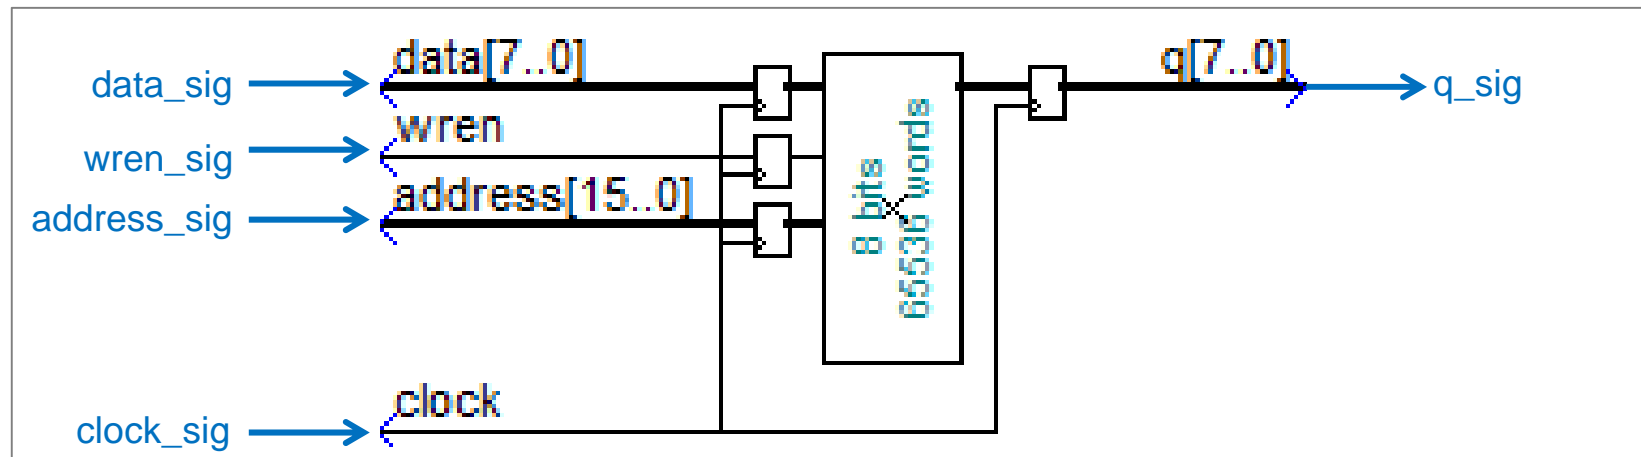 data_sig
data[7..0]
q[7..0]
q_sig
wren_sig
wren
address_sig
address[15..0]
8 bits
65536 words
clock_sig
clock